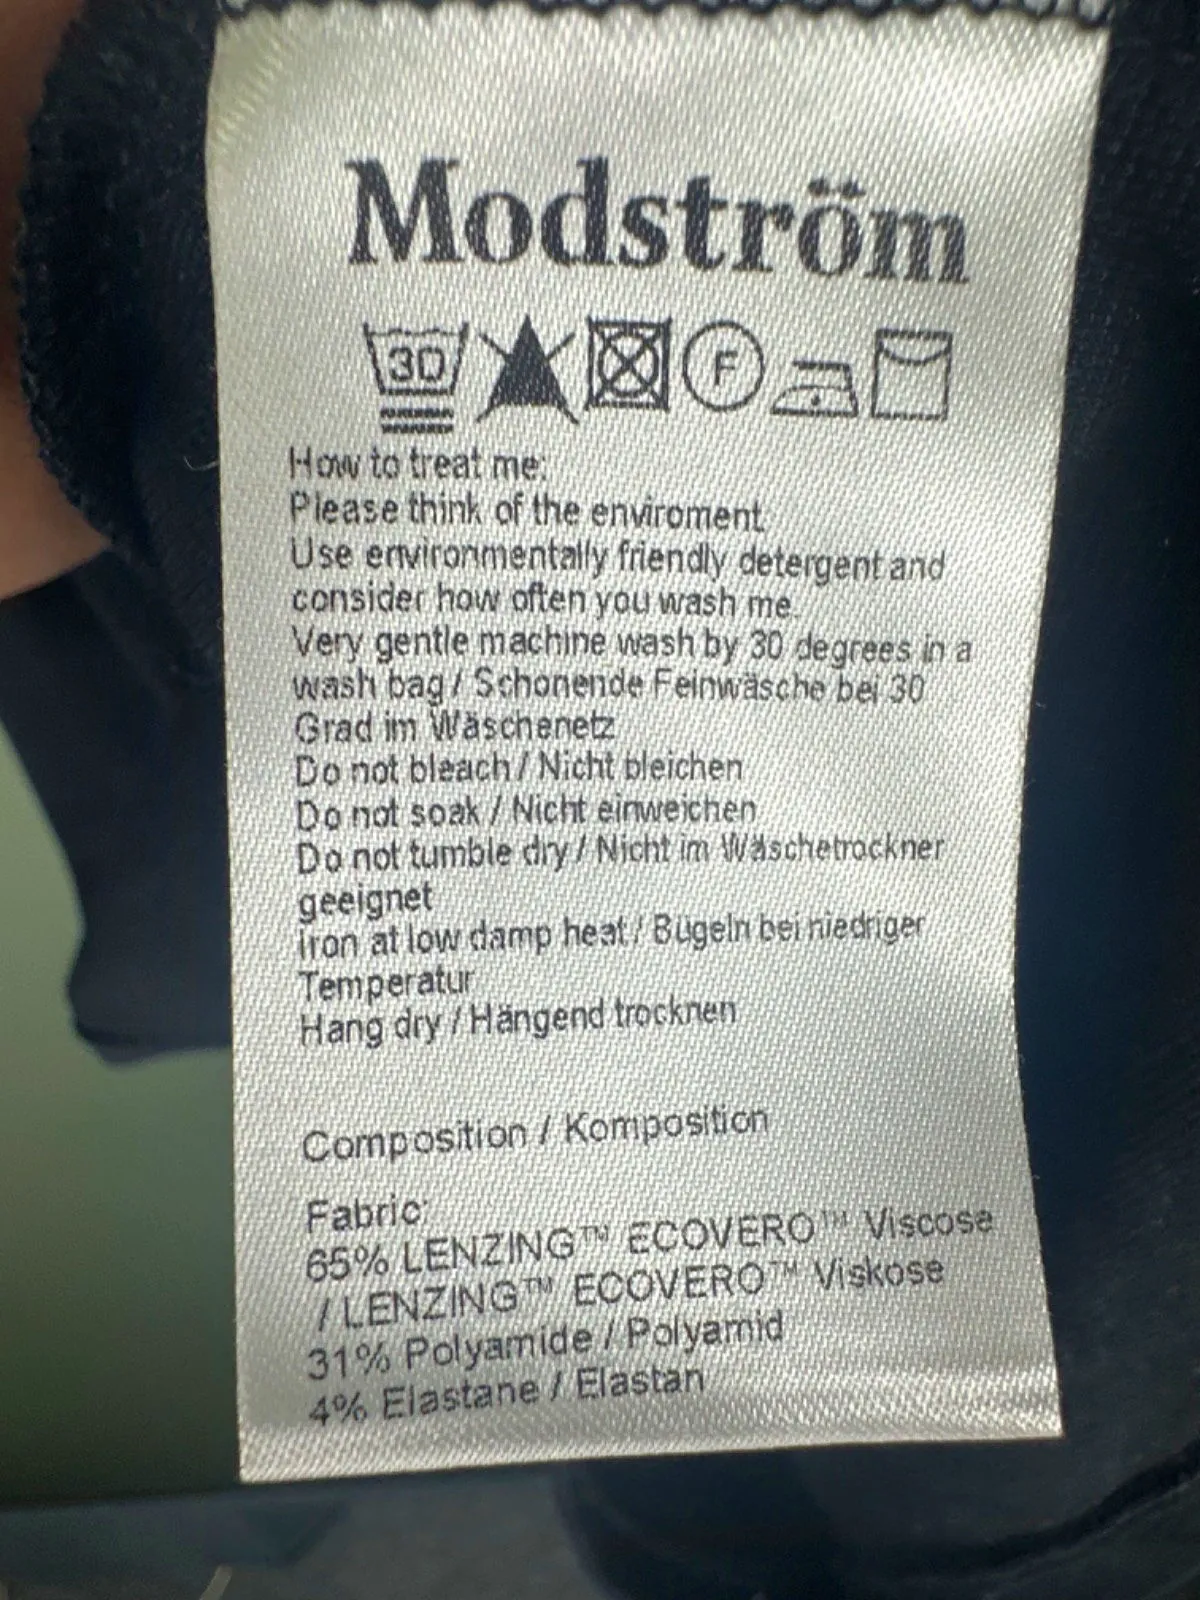 Modström
30
F
How to treat me:
Please think of the enviroment
Use environmentally friendly detergent and
consider how often you wash me.
Very gentle machine wash by 30 degrees in a
wash bag / Schonende Feinwäsche bei 30
Grad im Wäschenetz
Do not bleach / Nicht bleichen
Do not soak / Nicht einweichen
Do not tumble dry / Nicht im Wäschetrockner
geeignet
Iron at low damp heat / Bügeln bei niedriger
Temperatur
Hang dry / Hängend trocknen
Composition / Komposition
Fabric:
65% LENZING™ ECOVERO™ Viscose
/ LENZING™ ECOVERO™ Viskose
31% Polyamide / Polyamid
4% Elastane / Elastan